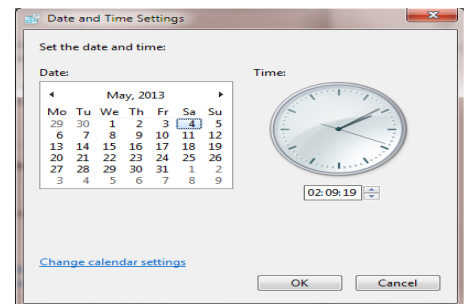 Date and Time Settings
Set the date and time:
Date:
Time:
May, 2013
Mo Tu We Th Fr Sa Su
29 30 1 2 3 4 5
6 7 8 9 10 11 12
13 14 15 16 17 18 19
20 21 22 23 24 25 26
27 28 29 30 31 1 2
3 4 5 6 7 8 9
02:09:19
Change calendar settings
OK Cancel